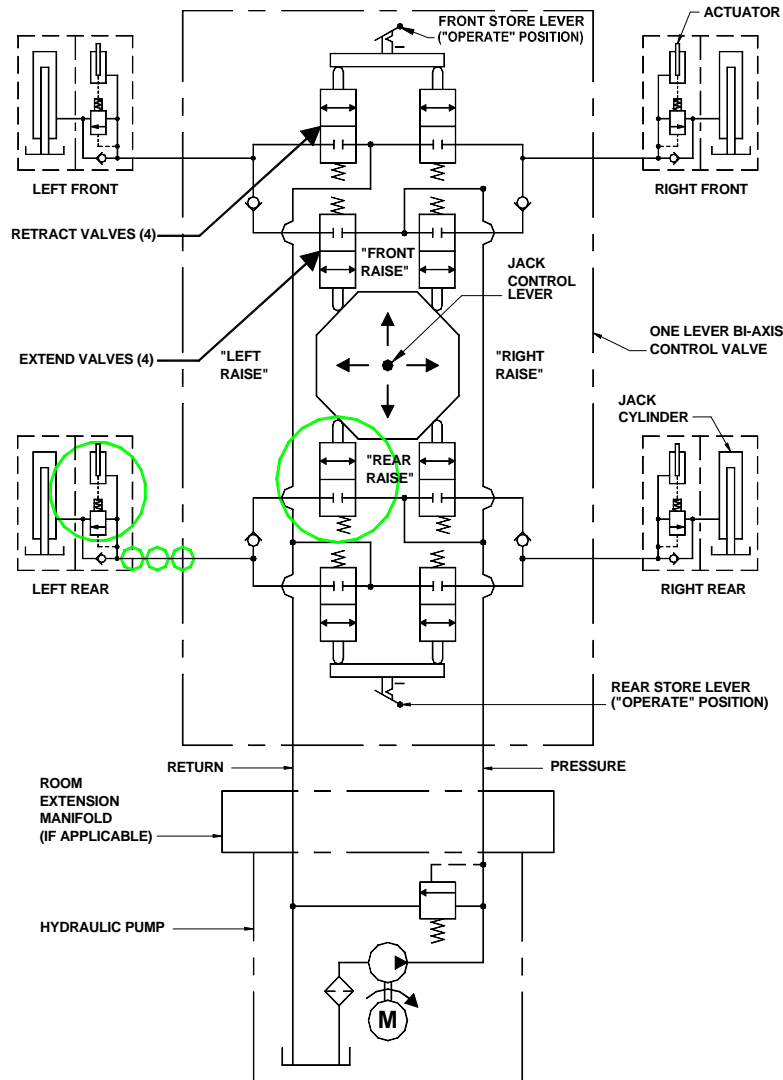 FRONT STORE LEVER
("OPERATE" POSITION)
ACTUATOR
LEFT FRONT
RIGHT FRONT
RETRACT VALVES (4)
"FRONT
RAISE"
JACK
CONTROL
LEVER
EXTEND VALVES (4)
"LEFT
RAISE"
"RIGHT
RAISE"
ONE LEVER BI-AXIS
CONTROL VALVE
JACK
CYLINDER
"REAR
RAISE"
LEFT REAR
RIGHT REAR
REAR STORE LEVER
("OPERATE" POSITION)
RETURN
PRESSURE
ROOM
EXTENSION
MANIFOLD
(IF APPLICABLE)
HYDRAULIC PUMP
M